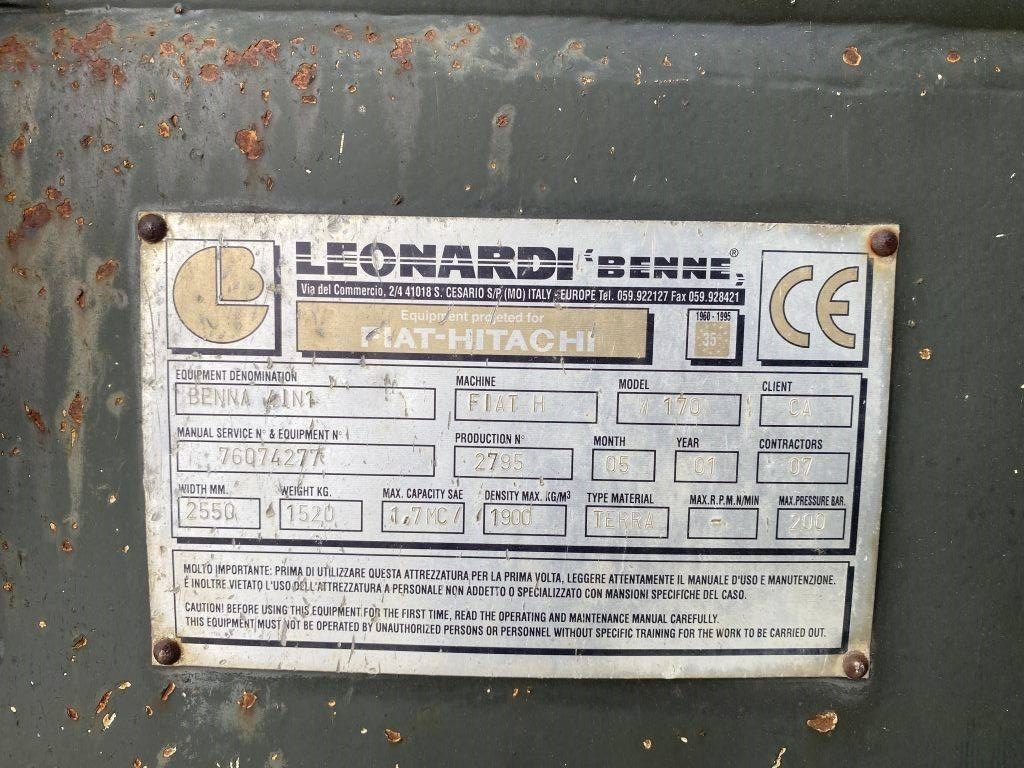 LB
LEONARDI 'BENNE, ®
Via del Commercio, 2/4 41018 S. CESARIO S/P (MO) ITALY - EUROPE Tel. 059.922127 Fax 059.928421
Equipment projeted for
FIAT-HITACHI
1960 - 1995
35
CE
EQUIPMENT DENOMINATION MACHINE MODEL CLIENT
BENNA 4IN1 FIAT H W 170 CA
MANUAL SERVICE N° & EQUIPMENT N° PRODUCTION N° MONTH YEAR CONTRACTORS
76074277 2795 05 01 07
WIDTH MM. WEIGHT KG. MAX. CAPACITY SAE DENSITY MAX. KG/M³ TYPE MATERIAL MAX.R.P.M.N/MIN MAX.PRESSURE BAR.
2550 1520 1,7MC 1900 TERRA - 200
MOLTO IMPORTANTE: PRIMA DI UTILIZZARE QUESTA ATTREZZATURA PER LA PRIMA VOLTA, LEGGERE ATTENTAMENTE IL MANUALE D'USO E MANUTENZIONE.
É INOLTRE VIETATO L'USO DELL'ATTREZZATURA A PERSONALE NON ADDETTO O SPECIALIZZATO CON MANSIONI SPECIFICHE DEL CASO.
CAUTION! BEFORE USING THIS EQUIPMENT FOR THE FIRST TIME, READ THE OPERATING AND MAINTENANCE MANUAL CAREFULLY.
THIS EQUIPMENT MUST NOT BE OPERATED BY UNAUTHORIZED PERSONS OR PERSONNEL WITHOUT SPECIFIC TRAINING FOR THE WORK TO BE CARRIED OUT.